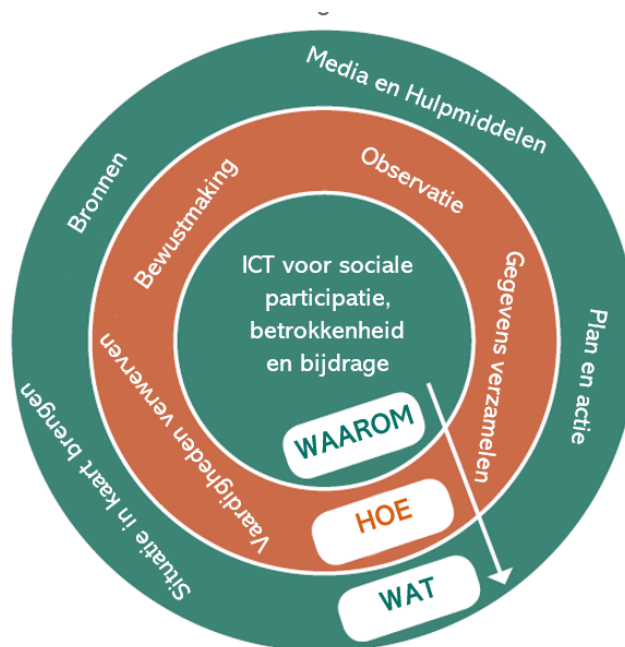 Media en Hulpmiddelen
Bronnen
Observatie
Bewustmaking
ICT voor sociale
participatie,
betrokkenheid
en bijdrage
Gegevens verzamelen
Plan en actie
Vaardigheden verwerven
Situatie in kaart brengen
WAAROM
HOE
WAT